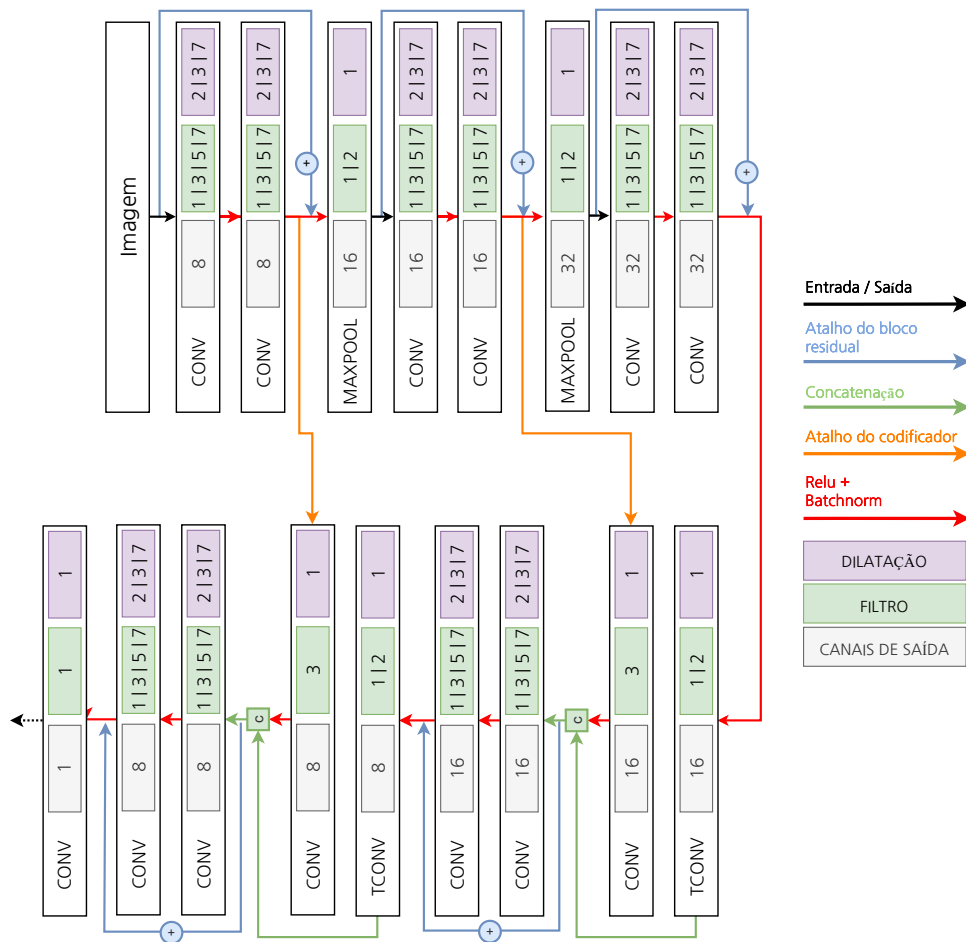 Imagem
CONV
8
1|3|5|7
2|3|7
CONV
8
1|3|5|7
2|3|7
+
MAXPOOL
16
1|2
1
CONV
16
1|3|5|7
2|3|7
CONV
16
1|3|5|7
2|3|7
+
MAXPOOL
32
1|2
1
CONV
32
1|3|5|7
2|3|7
CONV
32
1|3|5|7
2|3|7
+
CONV
1
1
1
CONV
8
1|3|5|7
2|3|7
CONV
8
1|3|5|7
2|3|7
+
c
CONV
8
3
1
TCONV
8
1|2
1
CONV
16
1|3|5|7
2|3|7
CONV
16
1|3|5|7
2|3|7
+
c
CONV
16
3
1
TCONV
16
1|2
1
Entrada / Saída
Atalho do bloco
residual
Concatenação
Atalho do codificador
Relu +
Batchnorm
DILATAÇÃO
FILTRO
CANAIS DE SAÍDA